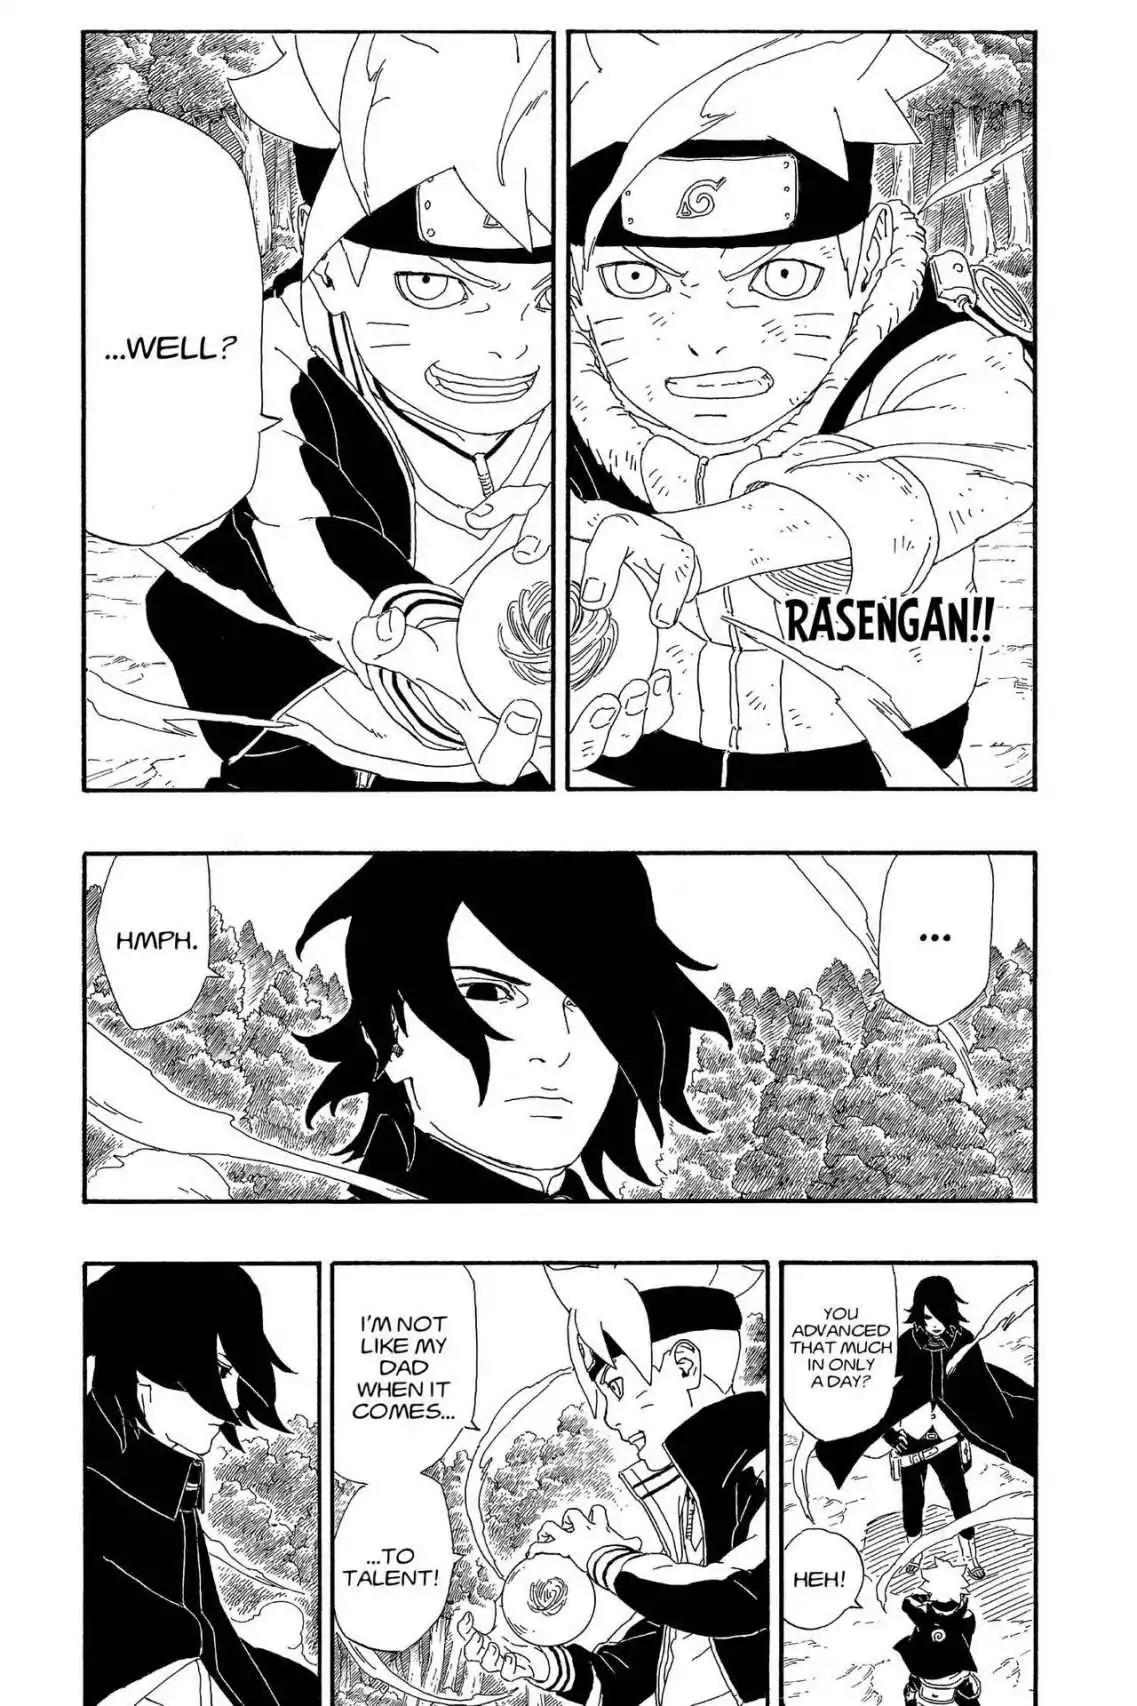 RASENGAN!!
...WELL?
...
HMPH.
YOU
ADVANCED
THAT MUCH
IN ONLY
A DAY?
HEH!
I'M NOT
LIKE MY
DAD
WHEN IT
COMES...
...TO
TALENT!